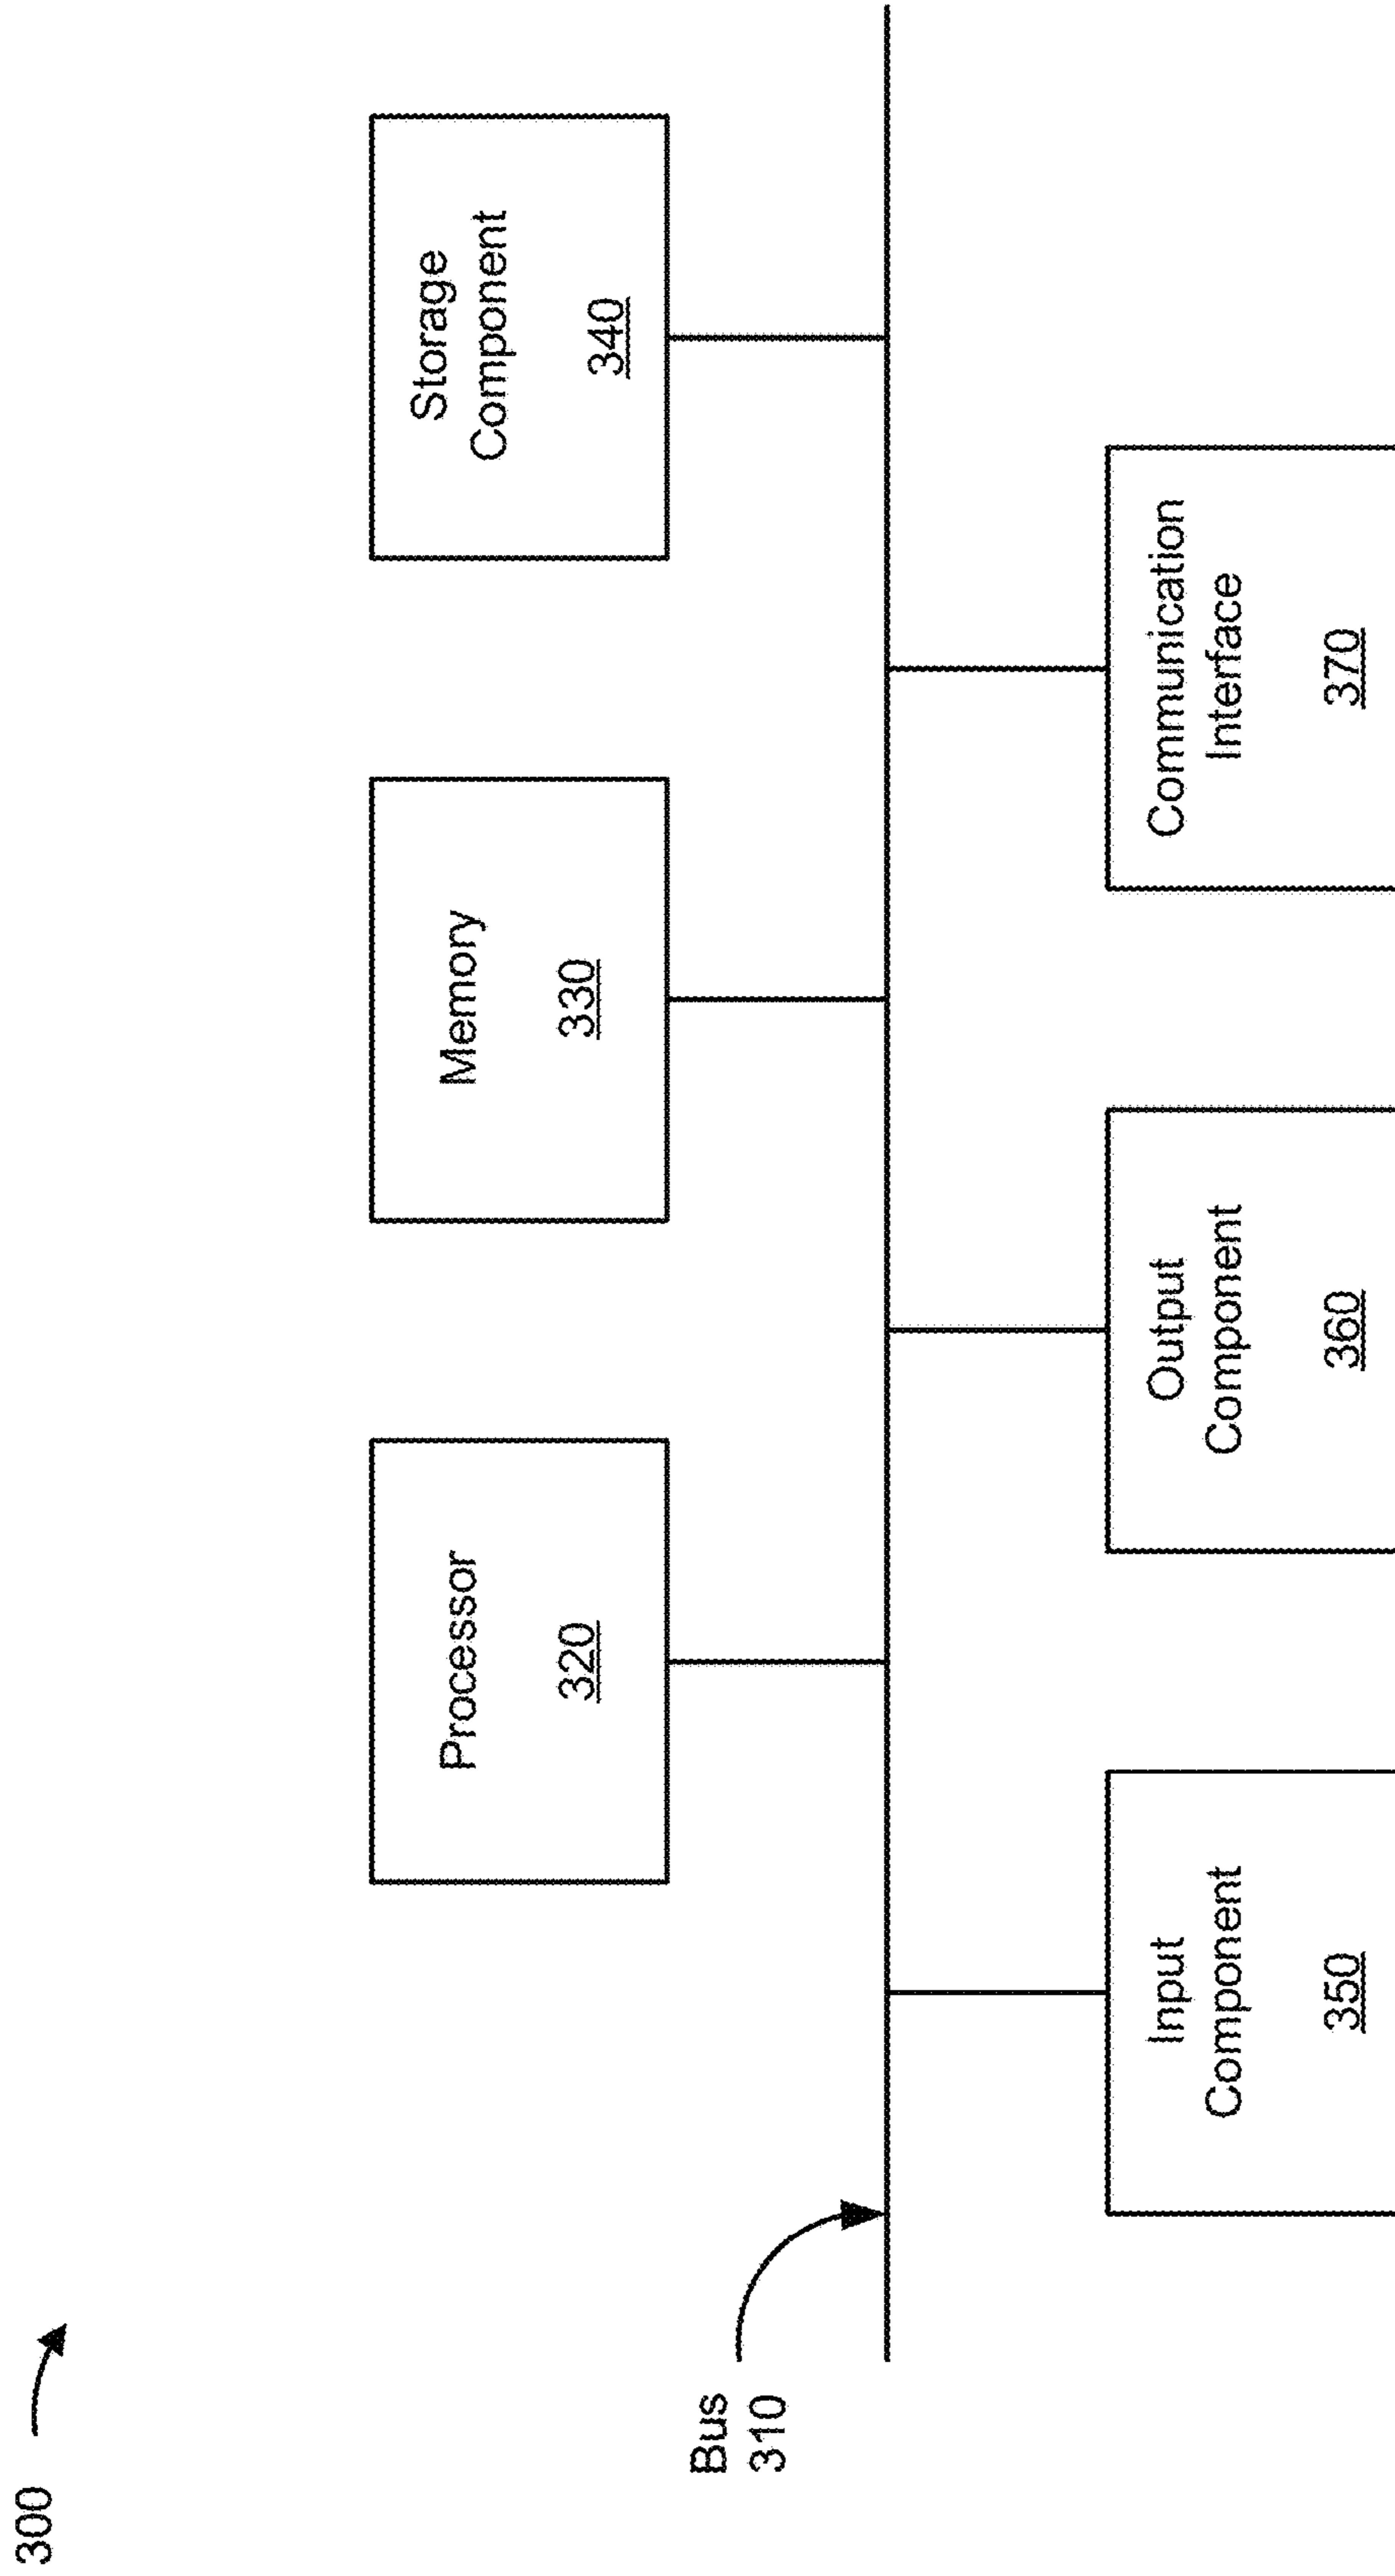 300
Bus
310
Processor
320
Memory
330
Storage
Component
340
Input
Component
350
Output
Component
360
Communication
Interface
370